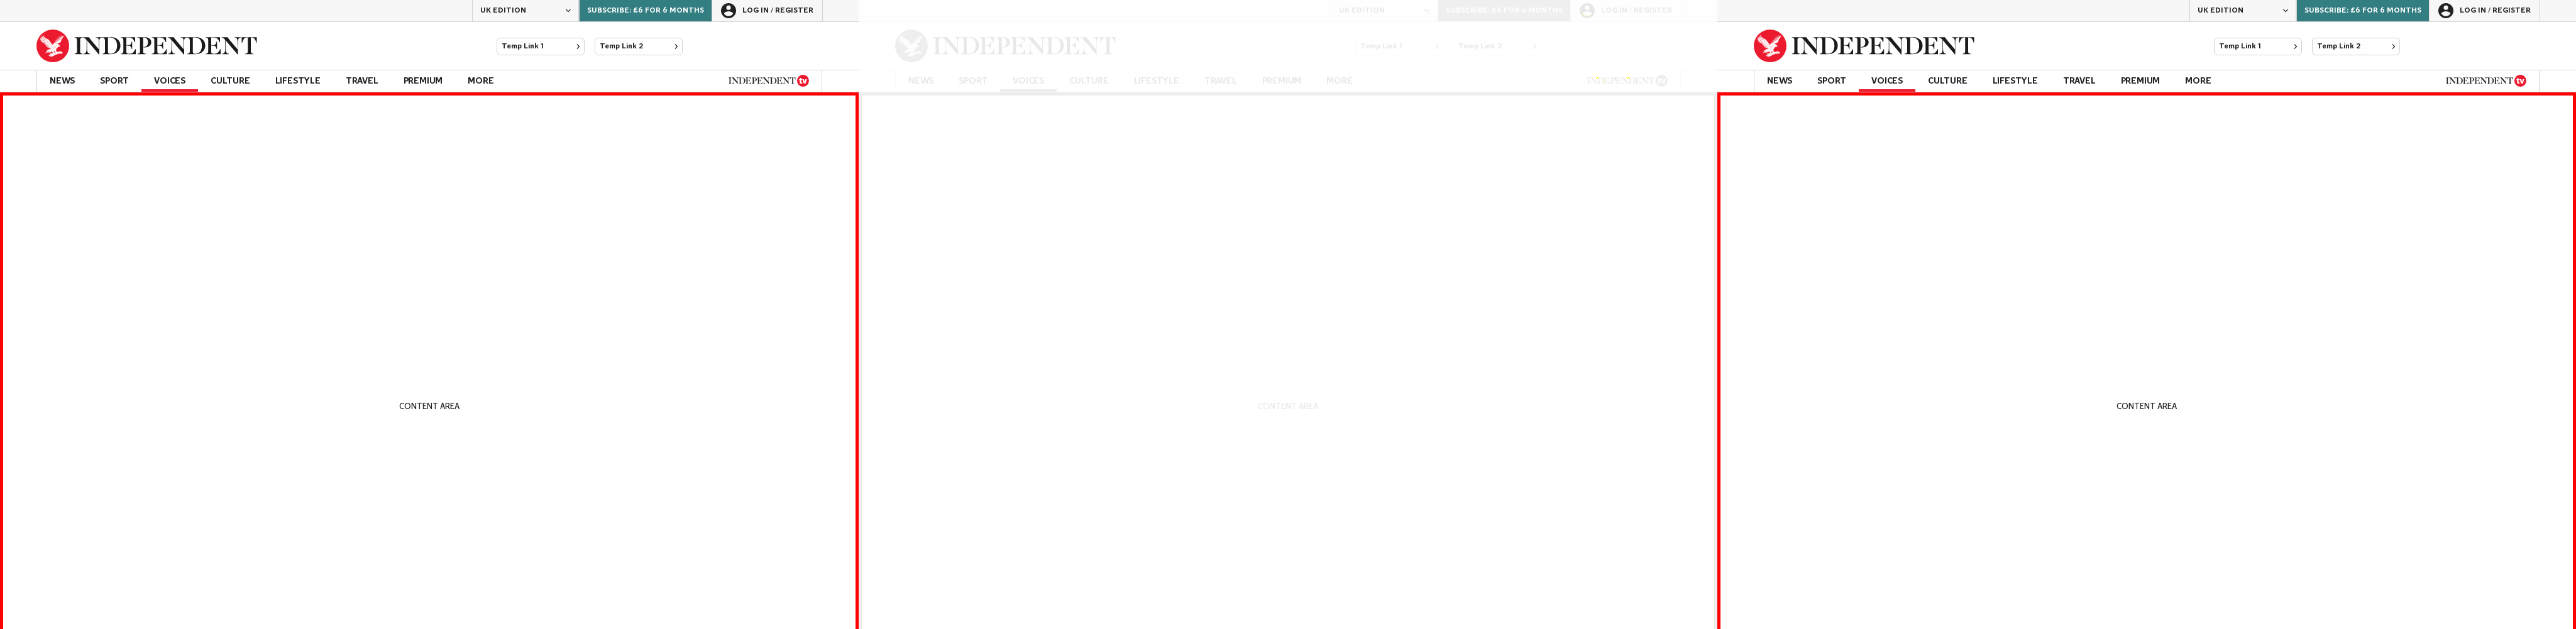 UK EDITION
SUBSCRIBE: £6 FOR 6 MONTHS
LOG IN / REGISTER
INDEPENDENT
Temp Link 1
Temp Link 2
NEWS SPORT VOICES CULTURE LIFESTYLE TRAVEL PREMIUM MORE
INDEPENDENT tv
CONTENT AREA
UK EDITION
SUBSCRIBE: £6 FOR 6 MONTHS
LOG IN / REGISTER
INDEPENDENT
Temp Link 1
Temp Link 2
NEWS SPORT VOICES CULTURE LIFESTYLE TRAVEL PREMIUM MORE
INDEPENDENT tv
CONTENT AREA
UK EDITION
SUBSCRIBE: £6 FOR 6 MONTHS
LOG IN / REGISTER
INDEPENDENT
Temp Link 1
Temp Link 2
NEWS SPORT VOICES CULTURE LIFESTYLE TRAVEL PREMIUM MORE
INDEPENDENT tv
CONTENT AREA